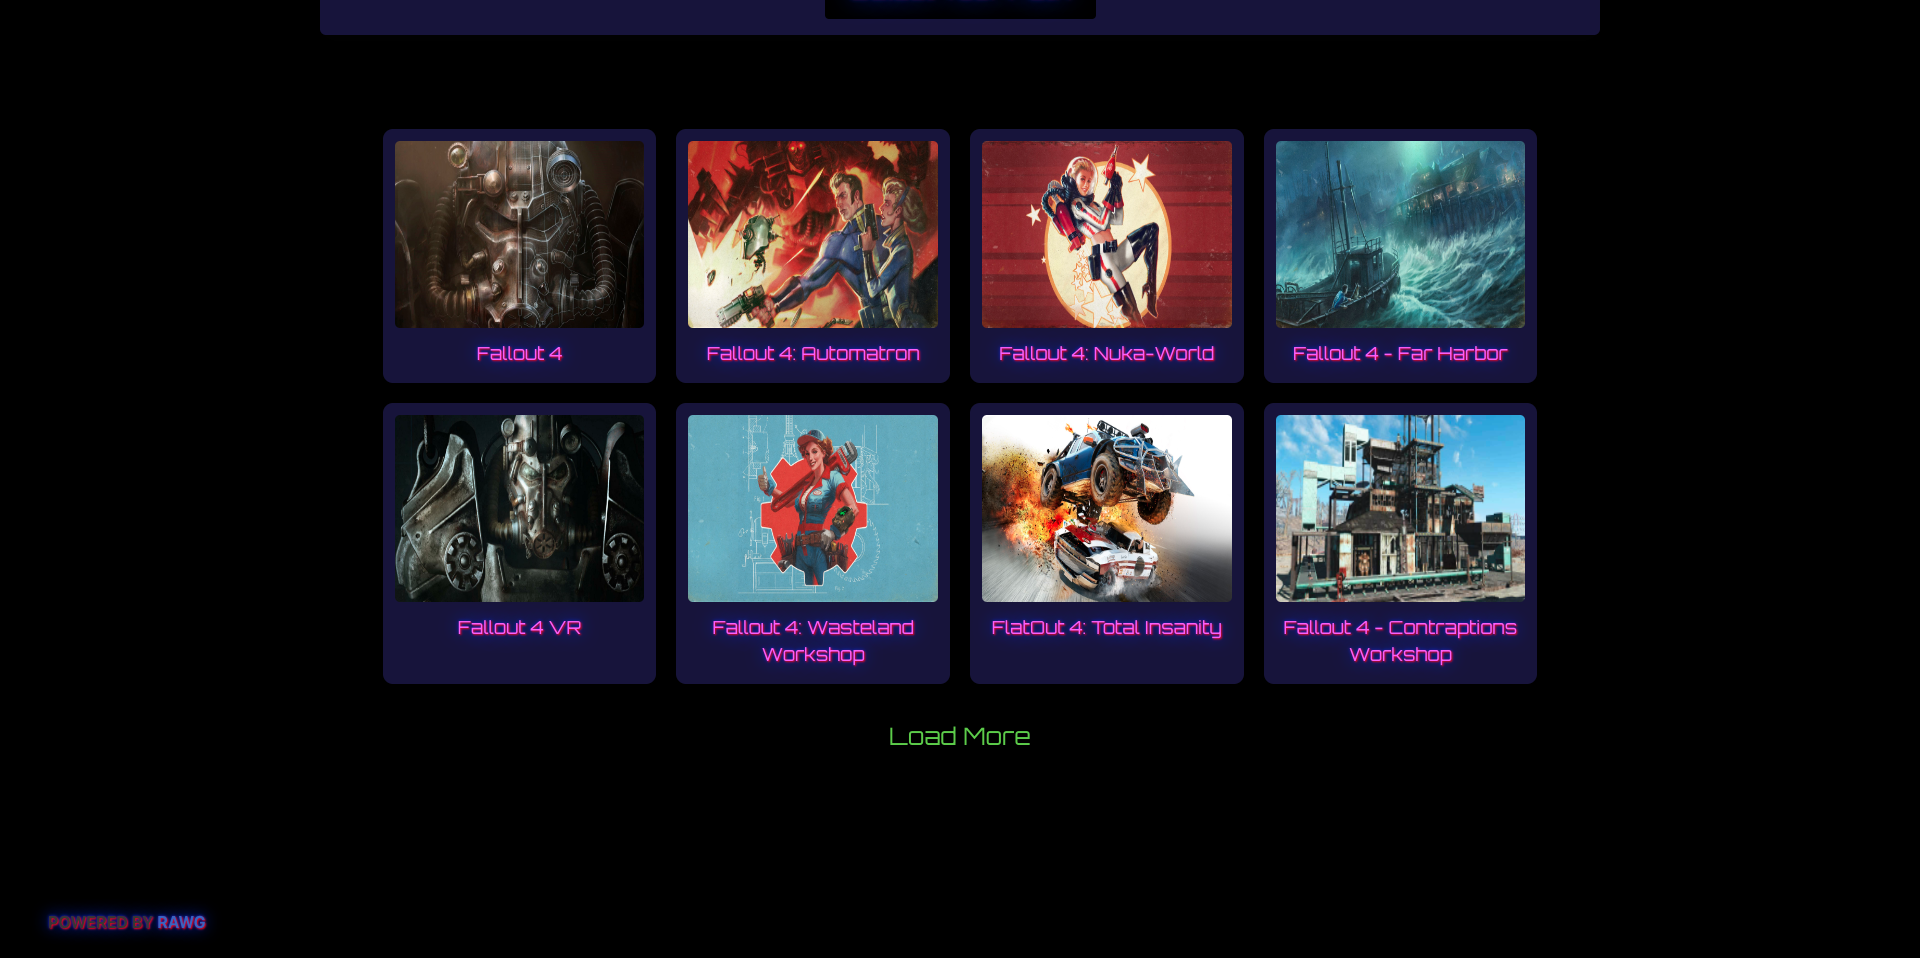 Fallout 4
Fallout 4: Automatron
Fallout 4: Nuka-World
Fallout 4 - Far Harbor
Fallout 4 VR
Fallout 4: Wasteland
Workshop
FlatOut 4: Total Insanity
Fallout 4 - Contraptions
Workshop
Load More
POWERED BY RAWG